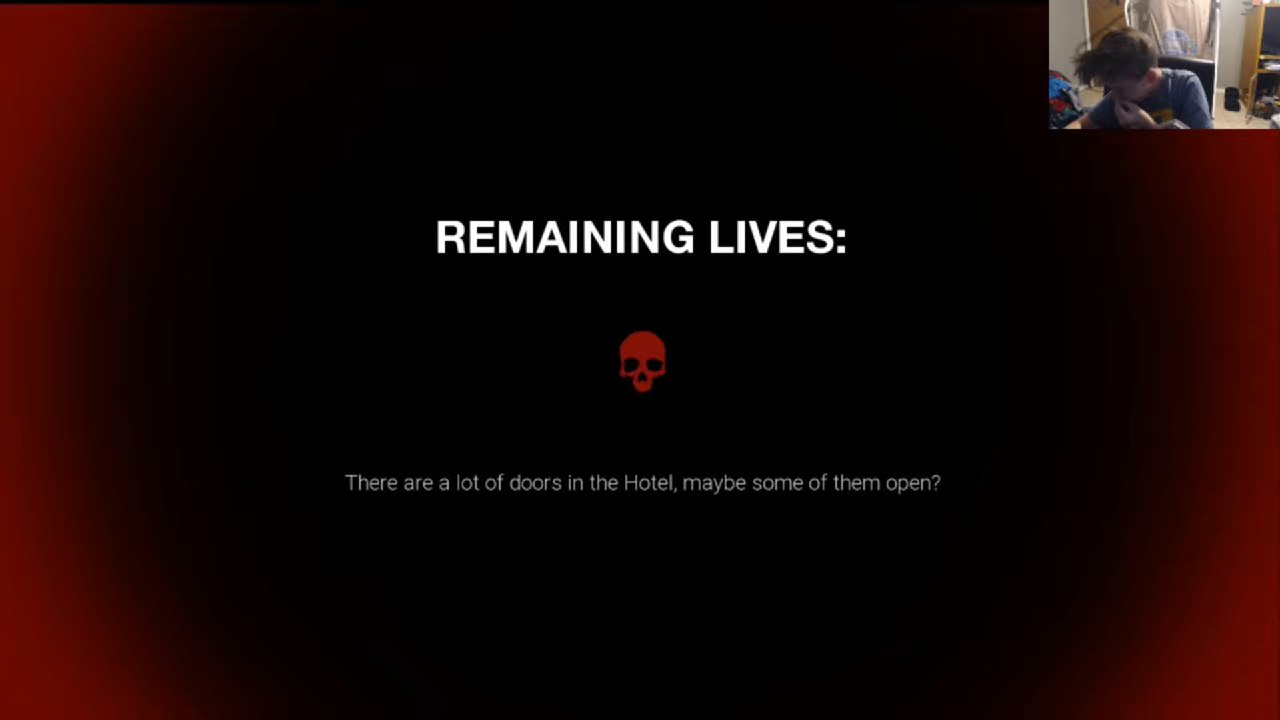 REMAINING LIVES:
There are a lot of doors in the Hotel, maybe some of them open?